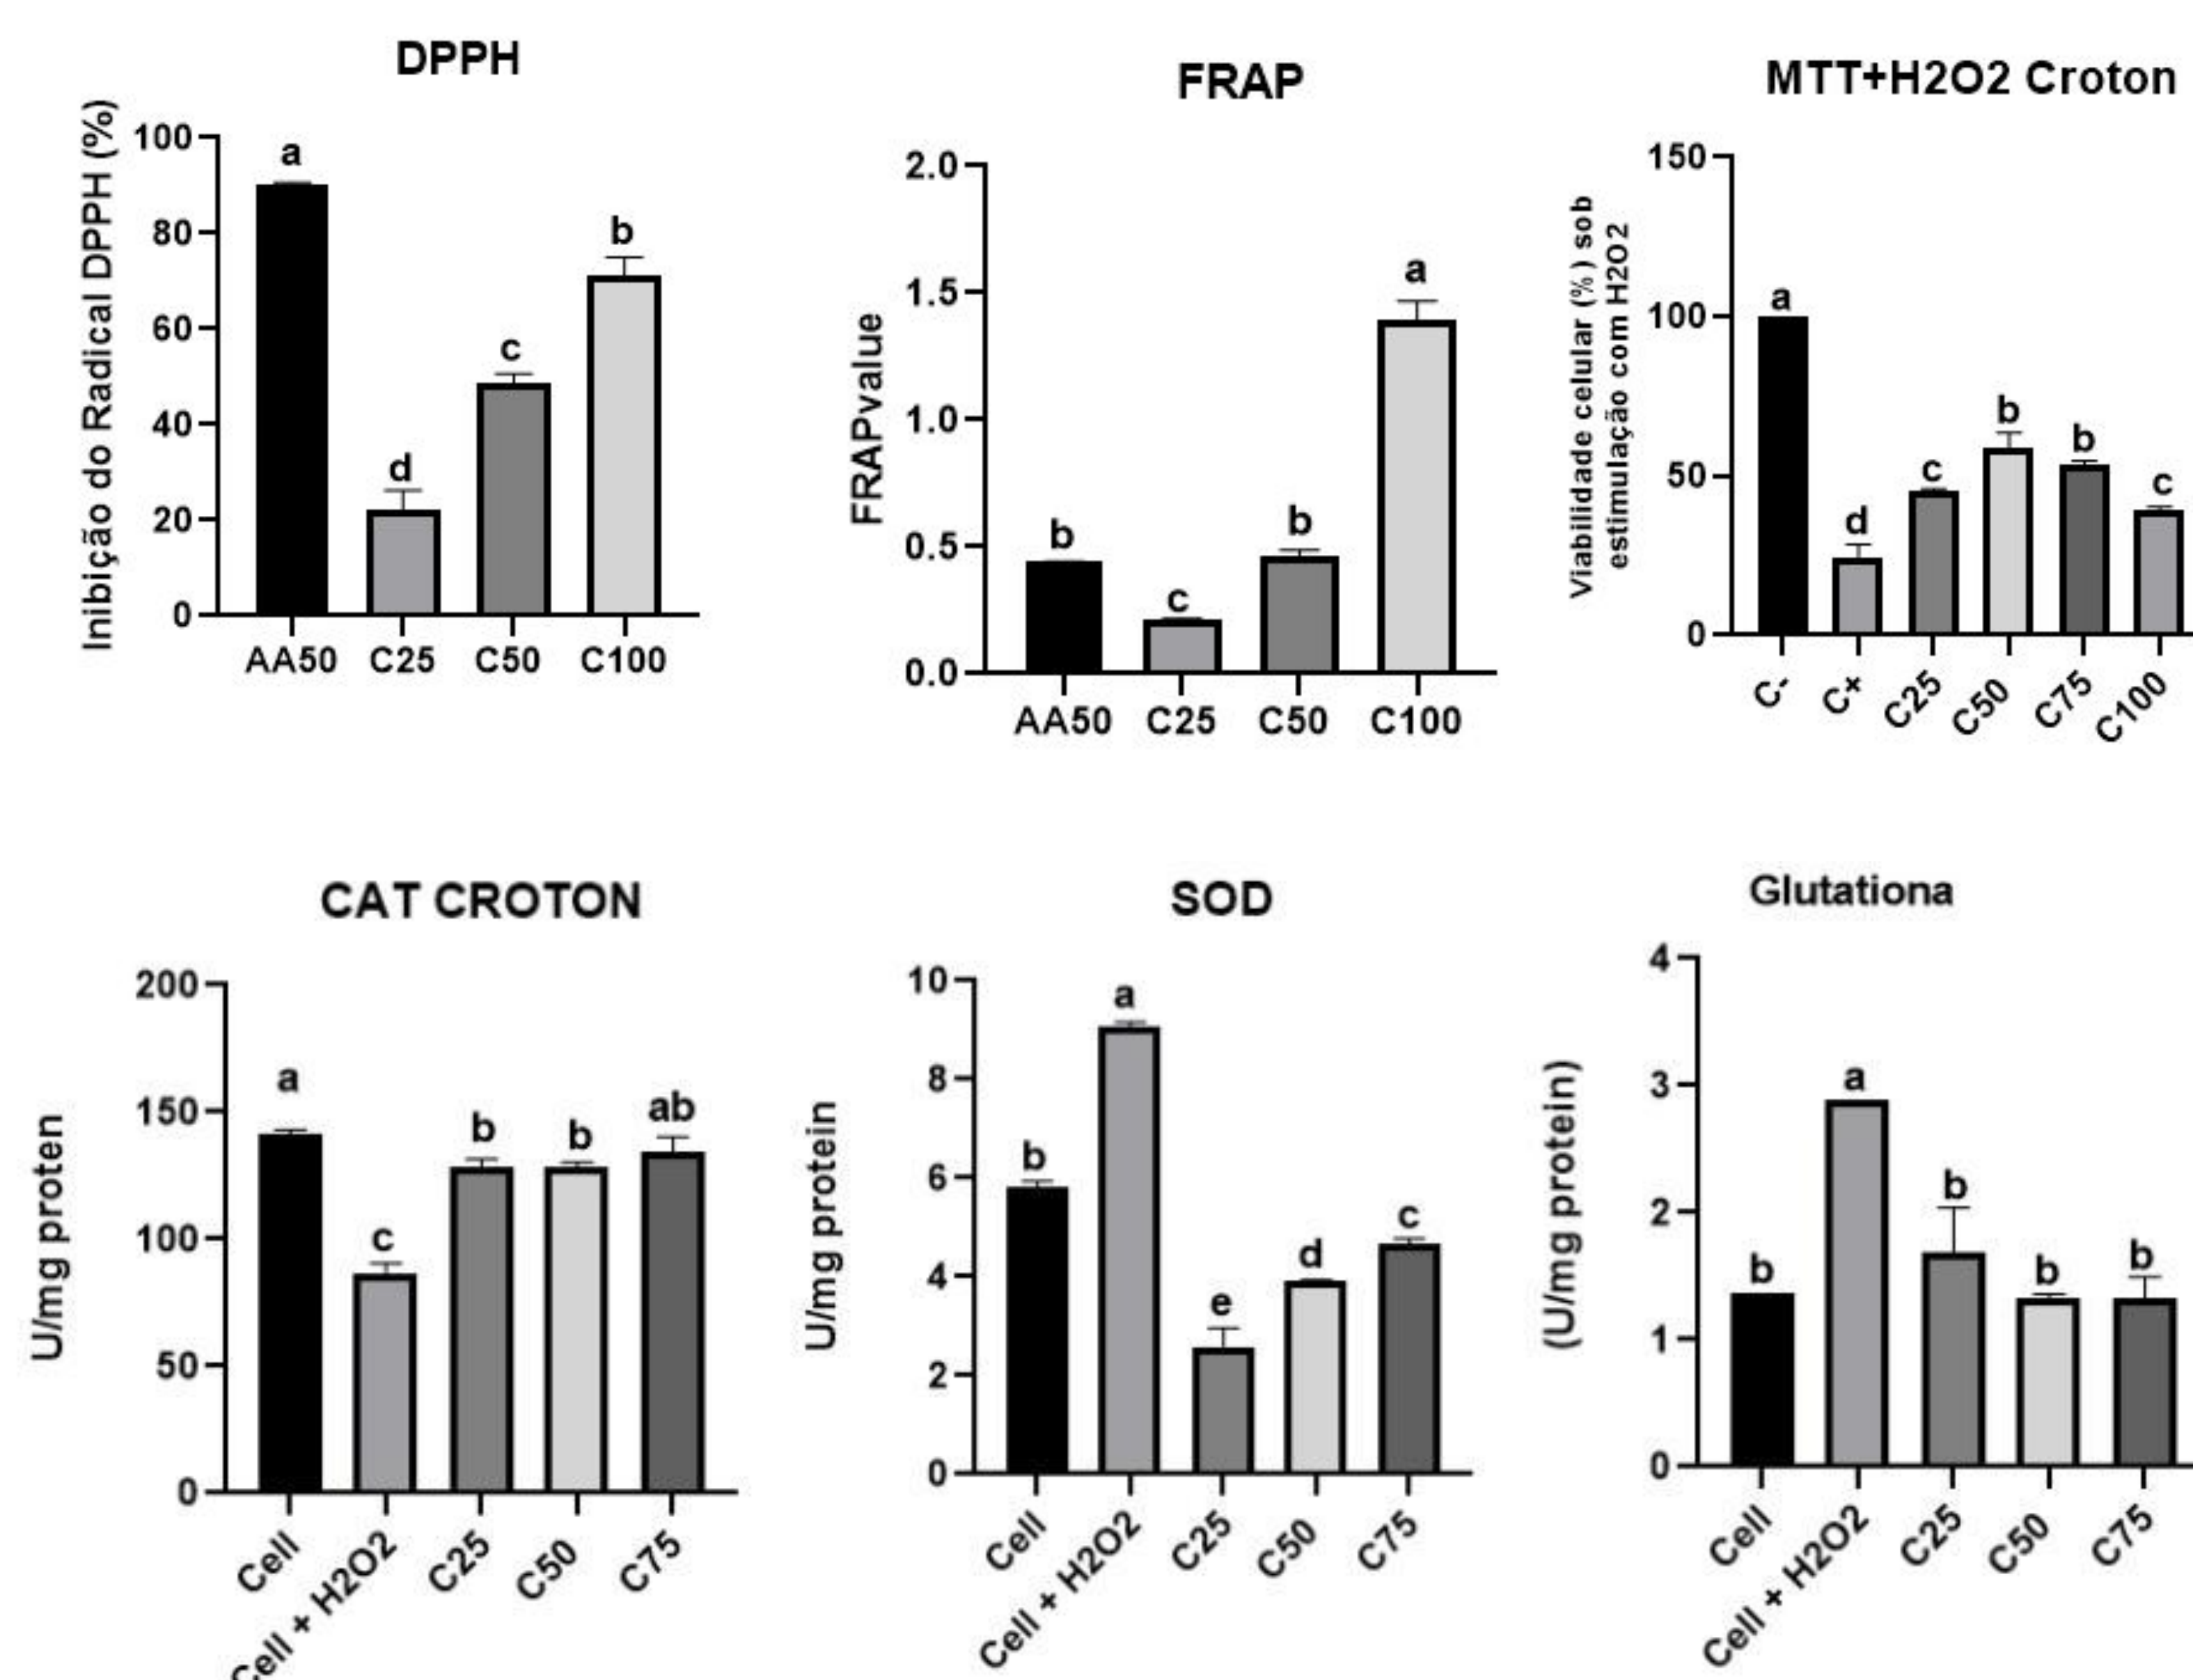 DPPH
Inibição do Radical DPPH (%)
100
80
60
40
20
0
a
d
c
b
AA50 C25 C50 C100
FRAP
FRAPvalue
2.0
1.5
1.0
0.5
0.0
b
c
b
a
AA50 C25 C50 C100
MTT+H2O2 Croton
Viabilidade celular (%) sob
estimulação com H2O2
150
100
50
0
a
d
c
b
b
c
C-
C+
C25
C50
C75
C100
CAT CROTON
U/mg proten
200
150
100
50
0
a
c
b
b
ab
Cell
Cell + H2O2
C25
C50
C75
SOD
U/mg protein
10
8
6
4
2
0
b
a
e
d
c
Cell
Cell + H2O2
C25
C50
C75
Glutationa
(U/mg protein)
4
3
2
1
0
b
a
b
b
b
Cell
Cell + H2O2
C25
C50
C75